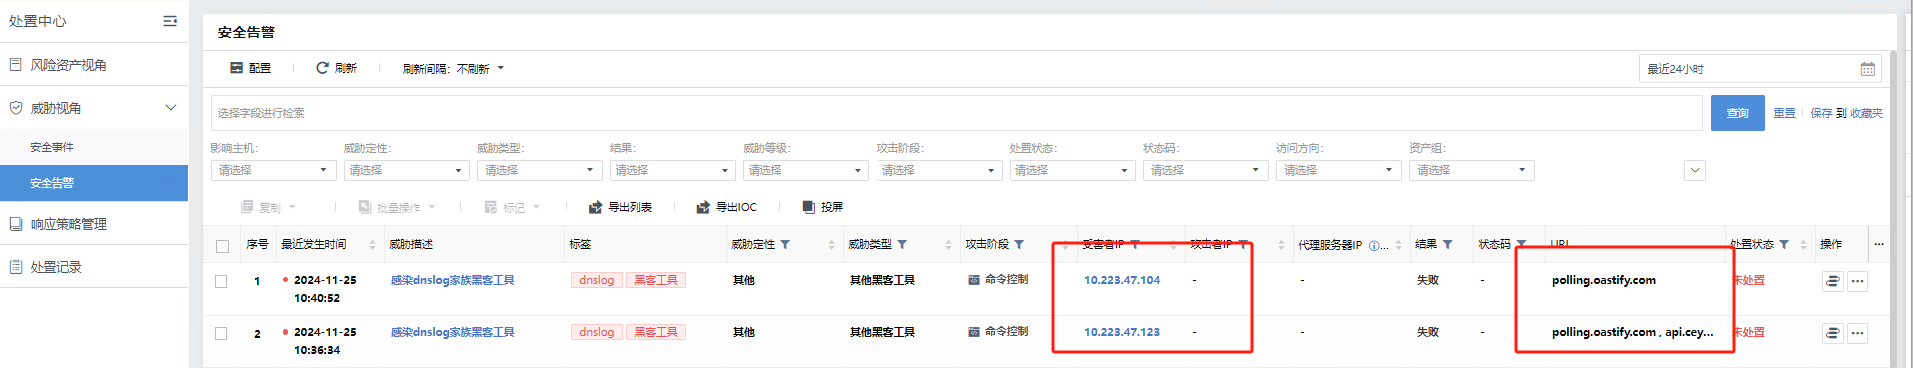 处置中心
风险资产视角
威胁视角
安全事件
安全告警
响应策略管理
处置记录
安全告警
配置 刷新 刷新间隔：不刷新
最近24小时
选择字段进行检索
查询 重置 保存 到 收藏夹
影响主机： 威胁定性： 威胁类型： 结果： 威胁等级： 攻击阶段： 处置状态： 状态码： 访问方向： 资产组：
请选择 请选择 请选择 请选择 请选择 请选择 请选择 请选择 请选择 请选择
复制 批量操作 标记 导出列表 导出IOC 投屏
序号 最近发生时间 威胁描述 标签 威胁定性 威胁类型 攻击阶段 受害者IP 攻击者IP 代理服务器IP ... 结果 状态码 URL 处置状态 操作 ...
1 2024-11-25 10:40:52 感染dnslog家族黑客工具 dnslog 黑客工具 其他 其他黑客工具 命令控制 10.223.47.104 - - 失败 - polling.oastify.com 未处置
2 2024-11-25 10:36:34 感染dnslog家族黑客工具 dnslog 黑客工具 其他 其他黑客工具 命令控制 10.223.47.123 - - 失败 - polling.oastify.com , api.cey... 未处置